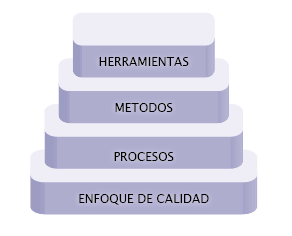 HERRAMIENTAS
METODOS
PROCESOS
ENFOQUE DE CALIDAD